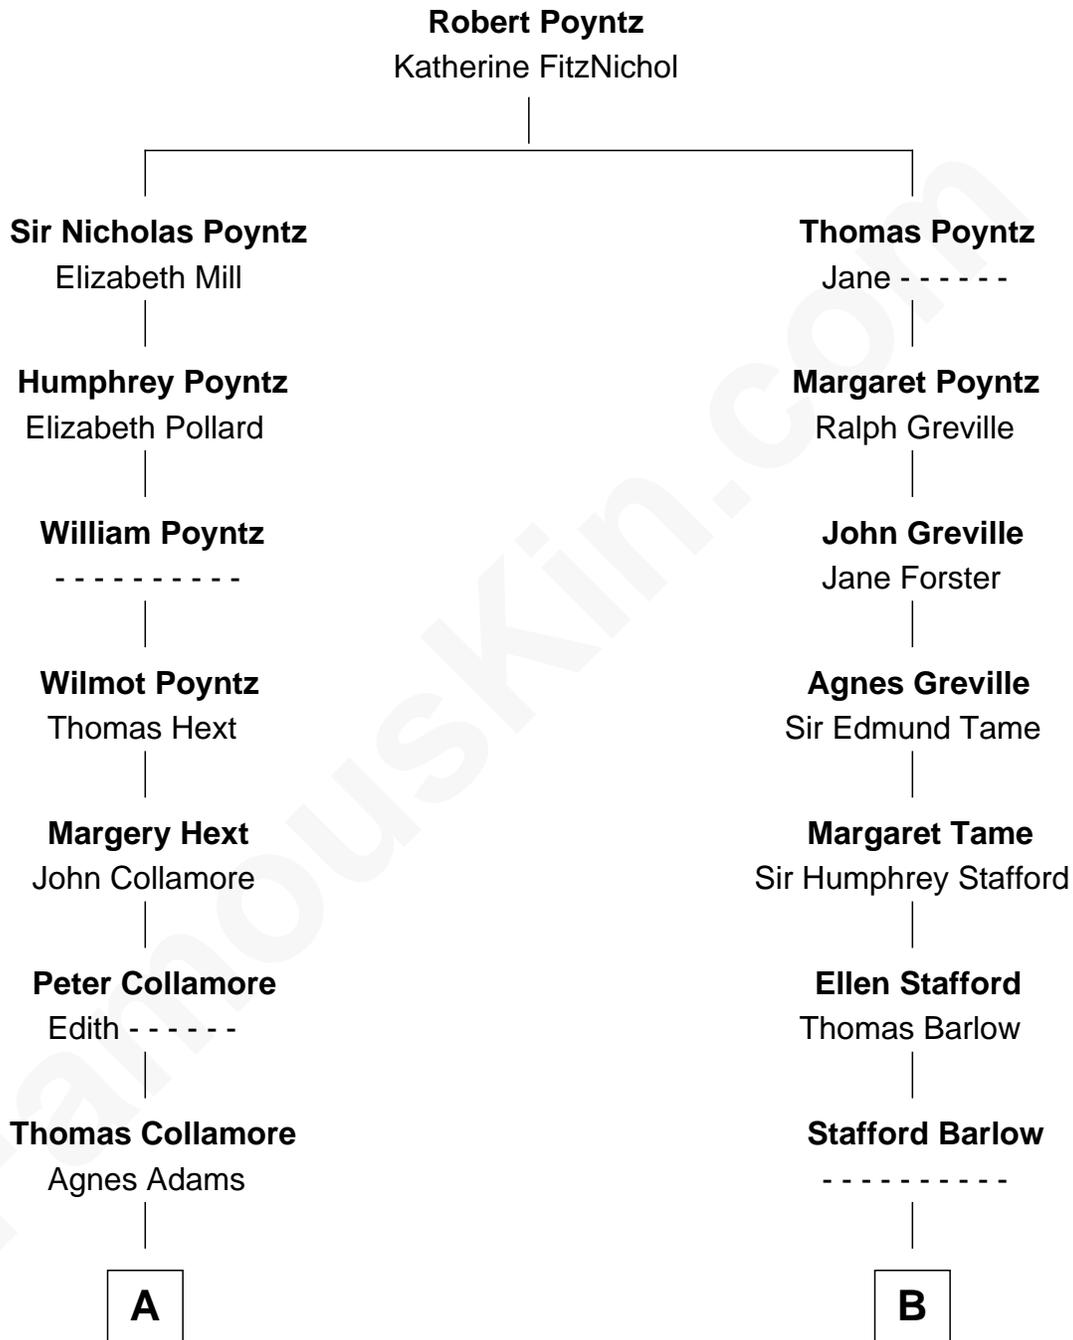 Robert Poyntz
Katherine FitzNichol
Sir Nicholas Poyntz
Elizabeth Mill
Thomas Poyntz
Jane - - - - - -
Humphrey Poyntz
Elizabeth Pollard
Margaret Poyntz
Ralph Greville
William Poyntz
- - - - - - - - - -
John Greville
Jane Forster
Wilmot Poyntz
Thomas Hext
Agnes Greville
Sir Edmund Tame
Margery Hext
John Collamore
Margaret Tame
Sir Humphrey Stafford
Peter Collamore
Edith - - - - - -
Ellen Stafford
Thomas Barlow
Thomas Collamore
Agnes Adams
Stafford Barlow
- - - - - - - - - -
A
B
FamousKin.com